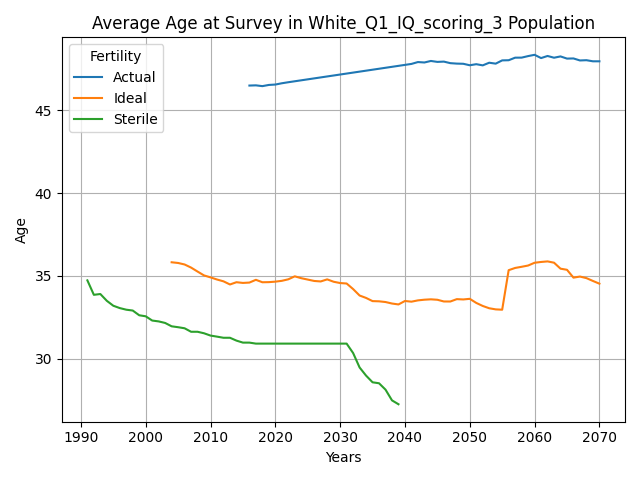 Average Age at Survey in White_Q1_IQ_scoring_3 Population
Fertility
Actual
Ideal
Sterile
45
40
35
30
Age
1990 2000 2010 2020 2030 2040 2050 2060 2070
Years